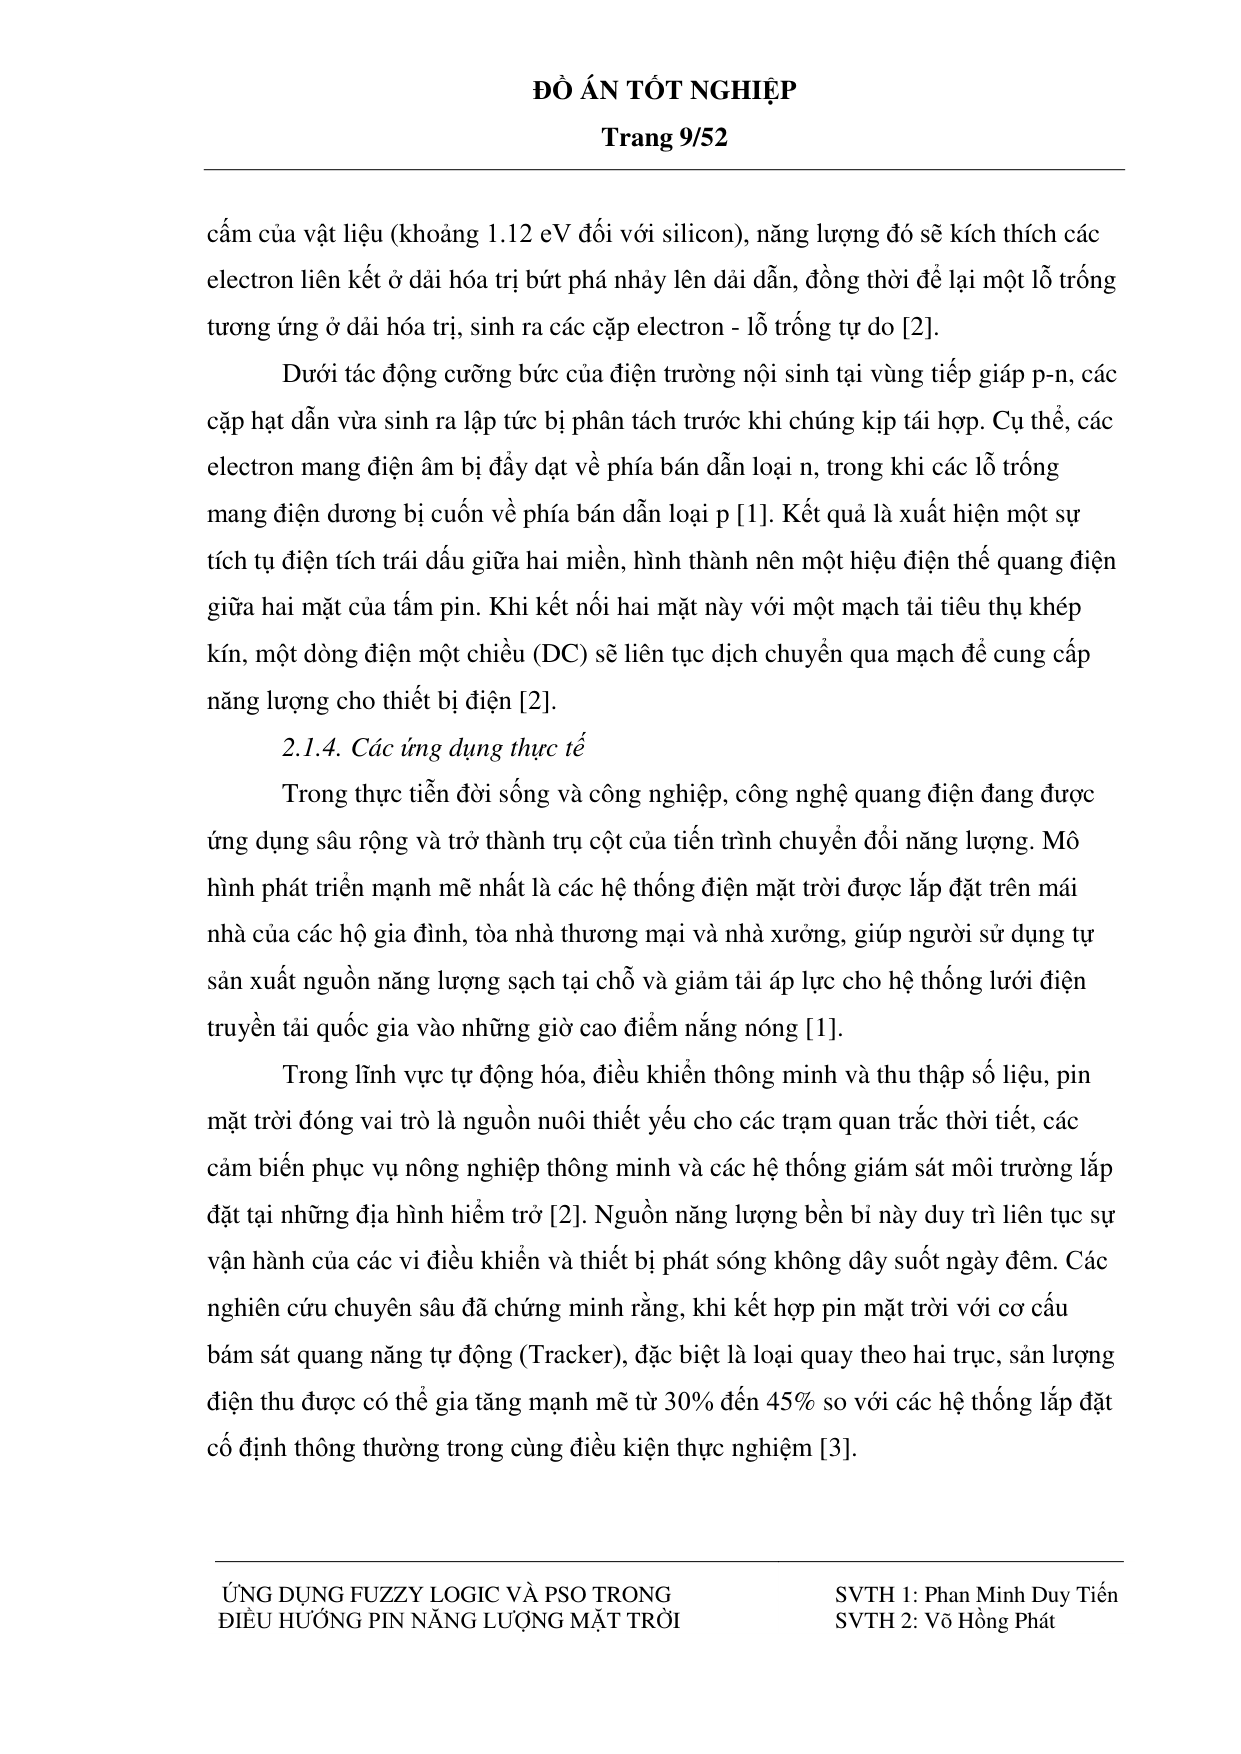 ĐỒ ÁN TỐT NGHIỆP
Trang 9/52
cấm của vật liệu (khoảng 1.12 eV đối với silicon), năng lượng đó sẽ kích thích các
electron liên kết ở dải hóa trị bứt phá nhảy lên dải dẫn, đồng thời để lại một lỗ trống
tương ứng ở dải hóa trị, sinh ra các cặp electron - lỗ trống tự do [2].
Dưới tác động cưỡng bức của điện trường nội sinh tại vùng tiếp giáp p-n, các
cặp hạt dẫn vừa sinh ra lập tức bị phân tách trước khi chúng kịp tái hợp. Cụ thể, các
electron mang điện âm bị đẩy dạt về phía bán dẫn loại n, trong khi các lỗ trống
mang điện dương bị cuốn về phía bán dẫn loại p [1]. Kết quả là xuất hiện một sự
tích tụ điện tích trái dấu giữa hai miền, hình thành nên một hiệu điện thế quang điện
giữa hai mặt của tấm pin. Khi kết nối hai mặt này với một mạch tải tiêu thụ khép
kín, một dòng điện một chiều (DC) sẽ liên tục dịch chuyển qua mạch để cung cấp
năng lượng cho thiết bị điện [2].
2.1.4. Các ứng dụng thực tế
Trong thực tiễn đời sống và công nghiệp, công nghệ quang điện đang được
ứng dụng sâu rộng và trở thành trụ cột của tiến trình chuyển đổi năng lượng. Mô
hình phát triển mạnh mẽ nhất là các hệ thống điện mặt trời được lắp đặt trên mái
nhà của các hộ gia đình, tòa nhà thương mại và nhà xưởng, giúp người sử dụng tự
sản xuất nguồn năng lượng sạch tại chỗ và giảm tải áp lực cho hệ thống lưới điện
truyền tải quốc gia vào những giờ cao điểm nắng nóng [1].
Trong lĩnh vực tự động hóa, điều khiển thông minh và thu thập số liệu, pin
mặt trời đóng vai trò là nguồn nuôi thiết yếu cho các trạm quan trắc thời tiết, các
cảm biến phục vụ nông nghiệp thông minh và các hệ thống giám sát môi trường lắp
đặt tại những địa hình hiểm trở [2]. Nguồn năng lượng bền bỉ này duy trì liên tục sự
vận hành của các vi điều khiển và thiết bị phát sóng không dây suốt ngày đêm. Các
nghiên cứu chuyên sâu đã chứng minh rằng, khi kết hợp pin mặt trời với cơ cấu
bám sát quang năng tự động (Tracker), đặc biệt là loại quay theo hai trục, sản lượng
điện thu được có thể gia tăng mạnh mẽ từ 30% đến 45% so với các hệ thống lắp đặt
cố định thông thường trong cùng điều kiện thực nghiệm [3].
ỨNG DỤNG FUZZY LOGIC VÀ PSO TRONG
ĐIỀU HƯỚNG PIN NĂNG LƯỢNG MẶT TRỜI
SVTH 1: Phan Minh Duy Tiến
SVTH 2: Võ Hồng Phát